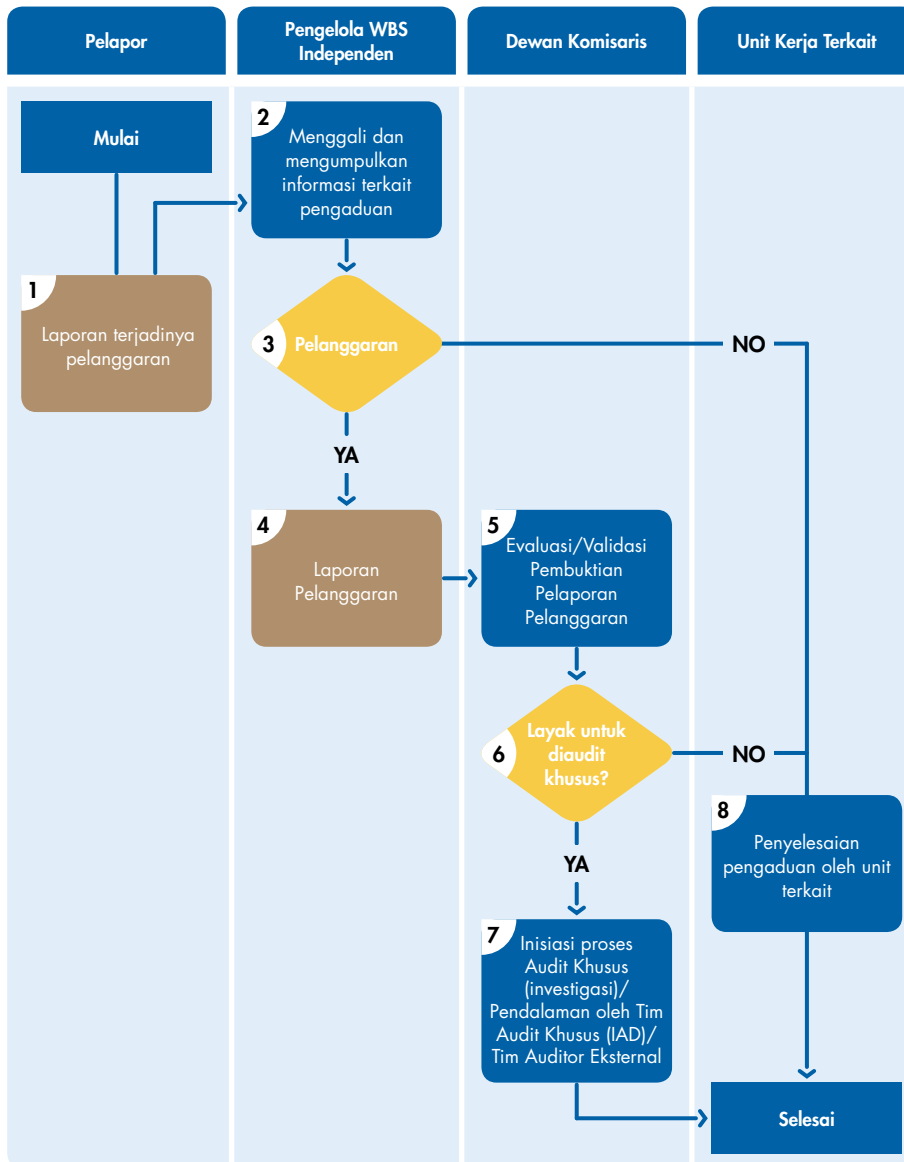 Pelapor
Pengelola WBS
Independen
Dewan Komisaris
Unit Kerja Terkait
Mulai
1
Laporan terjadinya
pelanggaran
2
Menggali dan
mengumpulkan
informasi terkait
pengaduan
3
Pelanggaran
NO
YA
4
Laporan
Pelanggaran
5
Evaluasi/Validasi
Pembuktian
Pelaporan
Pelanggaran
6
Layak untuk
diaudit
khusus?
NO
YA
7
Inisiasi proses
Audit Khusus
(investigasi)/
Pendalaman oleh Tim
Audit Khusus (IAD)/
Tim Auditor Eksternal
8
Penyelesaian
pengaduan oleh unit
terkait
Selesai